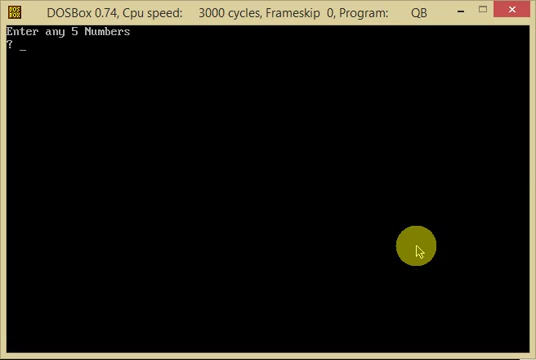 DOSBox 0.74, Cpu speed: 3000 cycles, Frameskip 0, Program: QB
Enter any 5 Numbers
? _